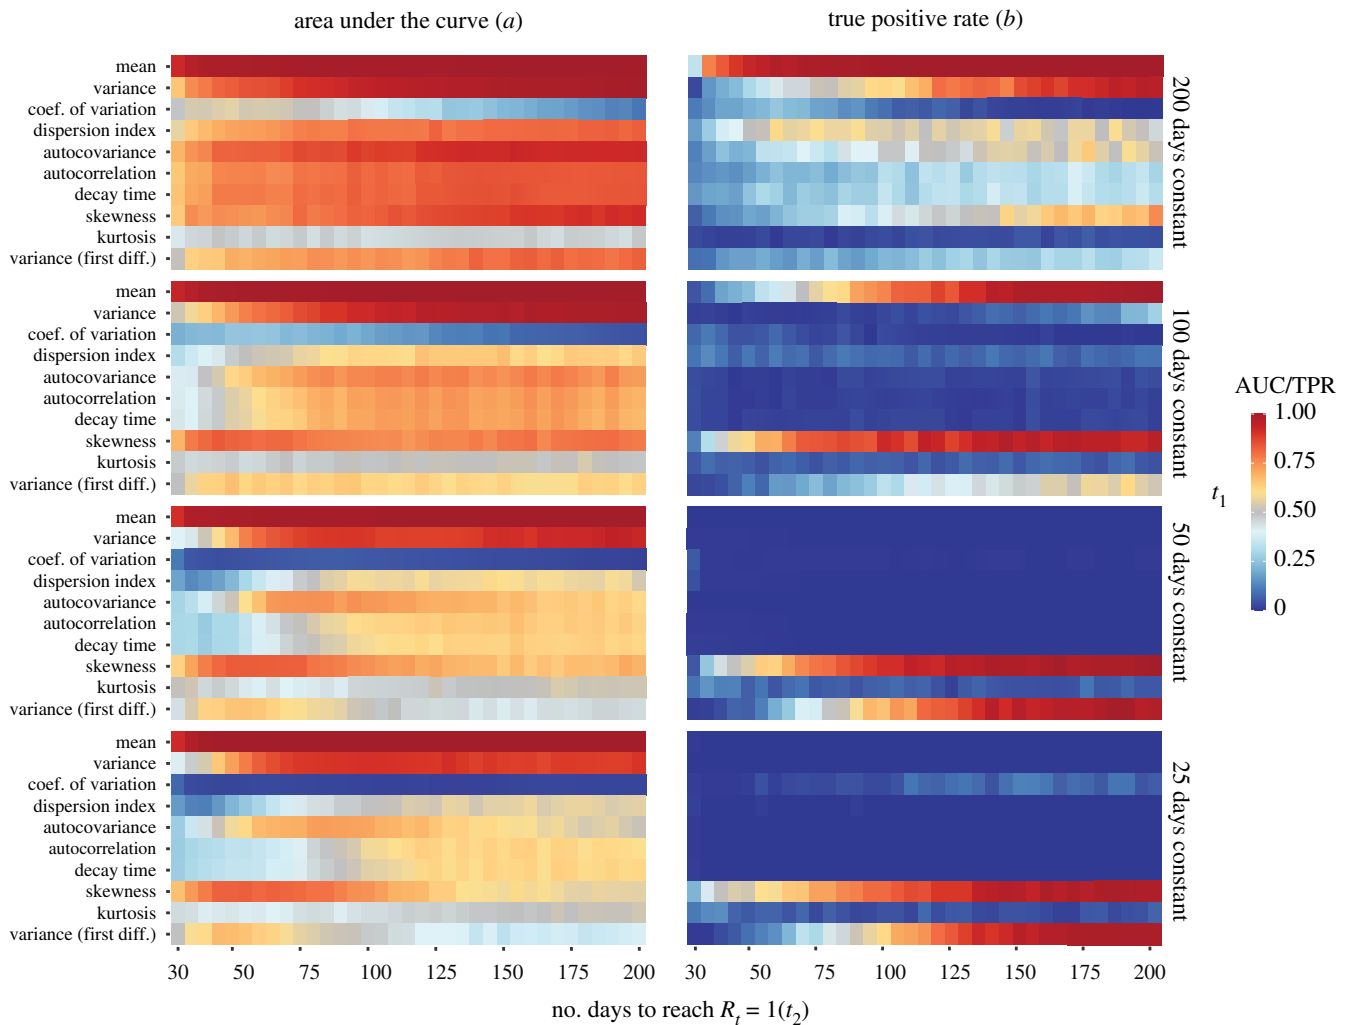 area under the curve (a)
true positive rate (b)
mean
variance
coef. of variation
dispersion index
autocovariance
autocorrelation
decay time
skewness
kurtosis
variance (first diff.)
200 days constant
mean
variance
coef. of variation
dispersion index
autocovariance
autocorrelation
decay time
skewness
kurtosis
variance (first diff.)
100 days constant
mean
variance
coef. of variation
dispersion index
autocovariance
autocorrelation
decay time
skewness
kurtosis
variance (first diff.)
50 days constant
mean
variance
coef. of variation
dispersion index
autocovariance
autocorrelation
decay time
skewness
kurtosis
variance (first diff.)
25 days constant
t1
AUC/TPR
1.00
0.75
0.50
0.25
0
30 50 75 100 125 150 175 200
30 50 75 100 125 150 175 200
no. days to reach Rt = 1(t2)